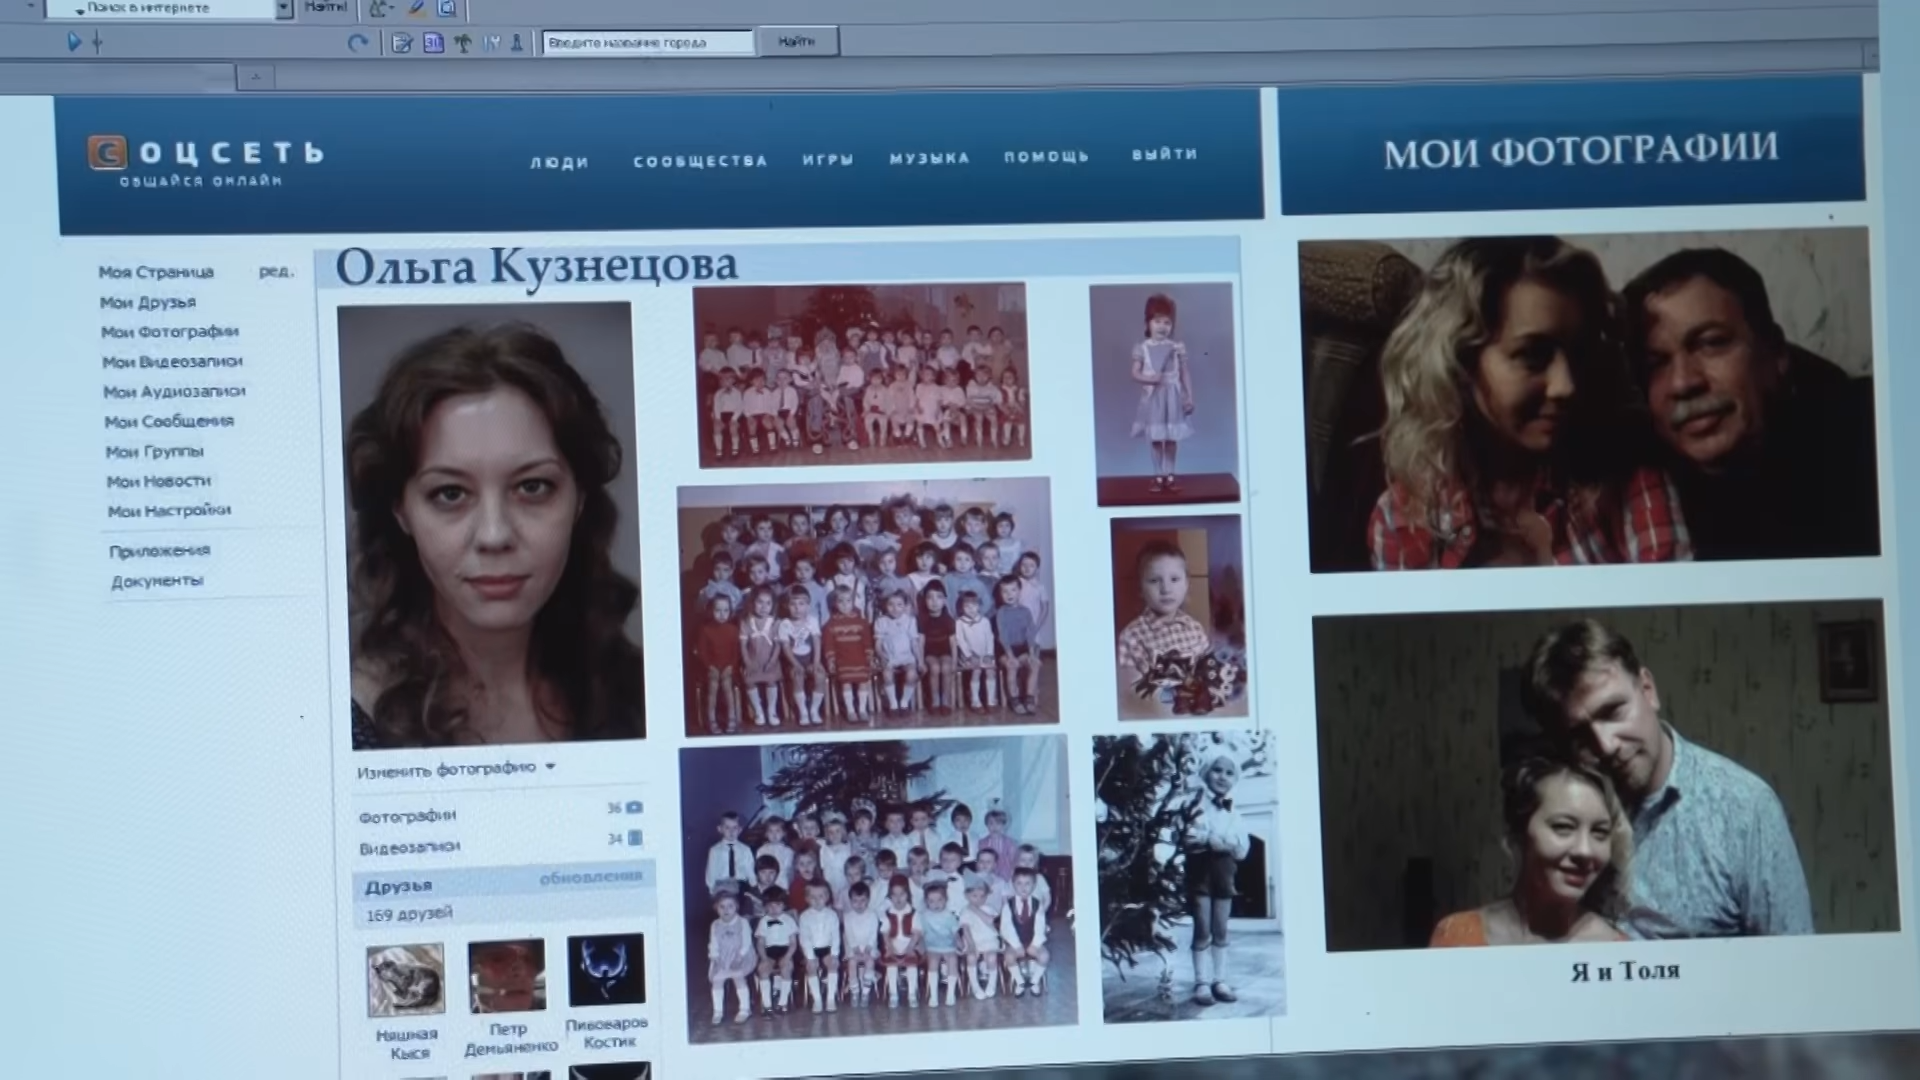 Поиск в интернете
Найти!
Введите название города
Найти
СОЦСЕТЬ
ОБЩАЙСЯ ОНЛАЙН
ЛЮДИ СООБЩЕСТВА ИГРЫ МУЗЫКА ПОМОЩЬ ВЫЙТИ
МОИ ФОТОГРАФИИ
Моя Страница ред.
Мои Друзья
Мои Фотографии
Мои Видеозаписи
Мои Аудиозаписи
Мои Сообщения
Мои Группы
Мои Новости
Мои Настройки
Приложения
Документы
Ольга Кузнецова
Изменить фотографию
Фотографии 36
Видеозаписи 34
Друзья обновления
169 друзей
Няшная
Кыся
Петр
Демьяненко
Пивоваров
Костик
Я и Толя